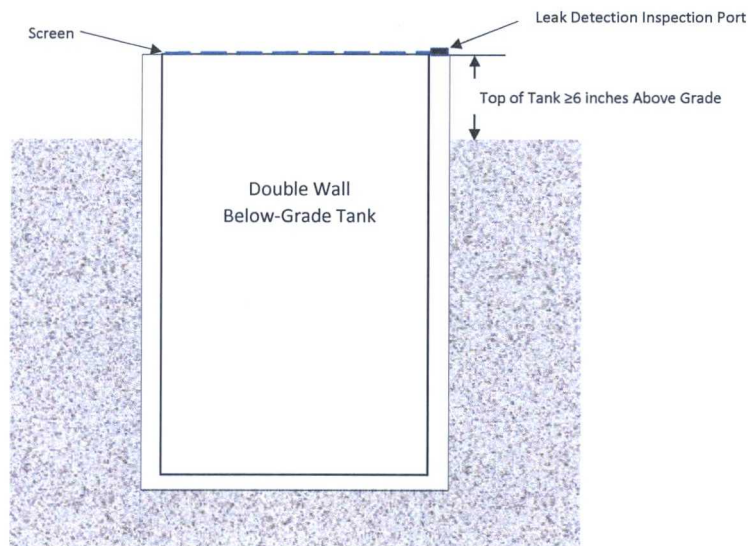 Leak Detection Inspection Port
Screen
Top of Tank ≥6 inches Above Grade
Double Wall
Below-Grade Tank